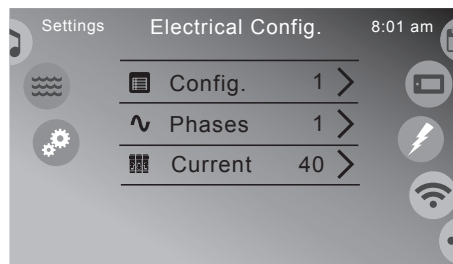 Settings Electrical Config. 8:01 am
Config. 1
Phases 1
Current 40